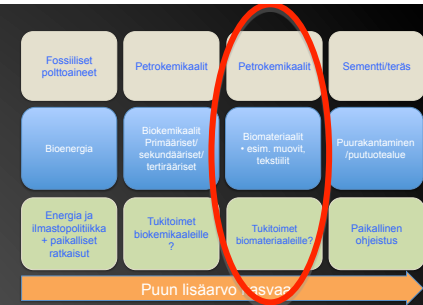 Fossiiliset
polttoaineet
Petrokemikaalit
Petrokemikaalit
Sementti/teräs
Bioenergia
Biokemikaalit
Primääriset/
sekundääriset/
tertirääriset
Biomateriaalit
• esim. muovit,
tekstiilit
Puurakantaminen
/puutuotealue
Energia ja
ilmastopolitiikka
+ paikalliset
ratkaisut
Tukitoimet
biokemikaaleille
?
Tukitoimet
biomateriaaleille?
Paikallinen
ohjeistus
Puun lisäarvo kasvaa